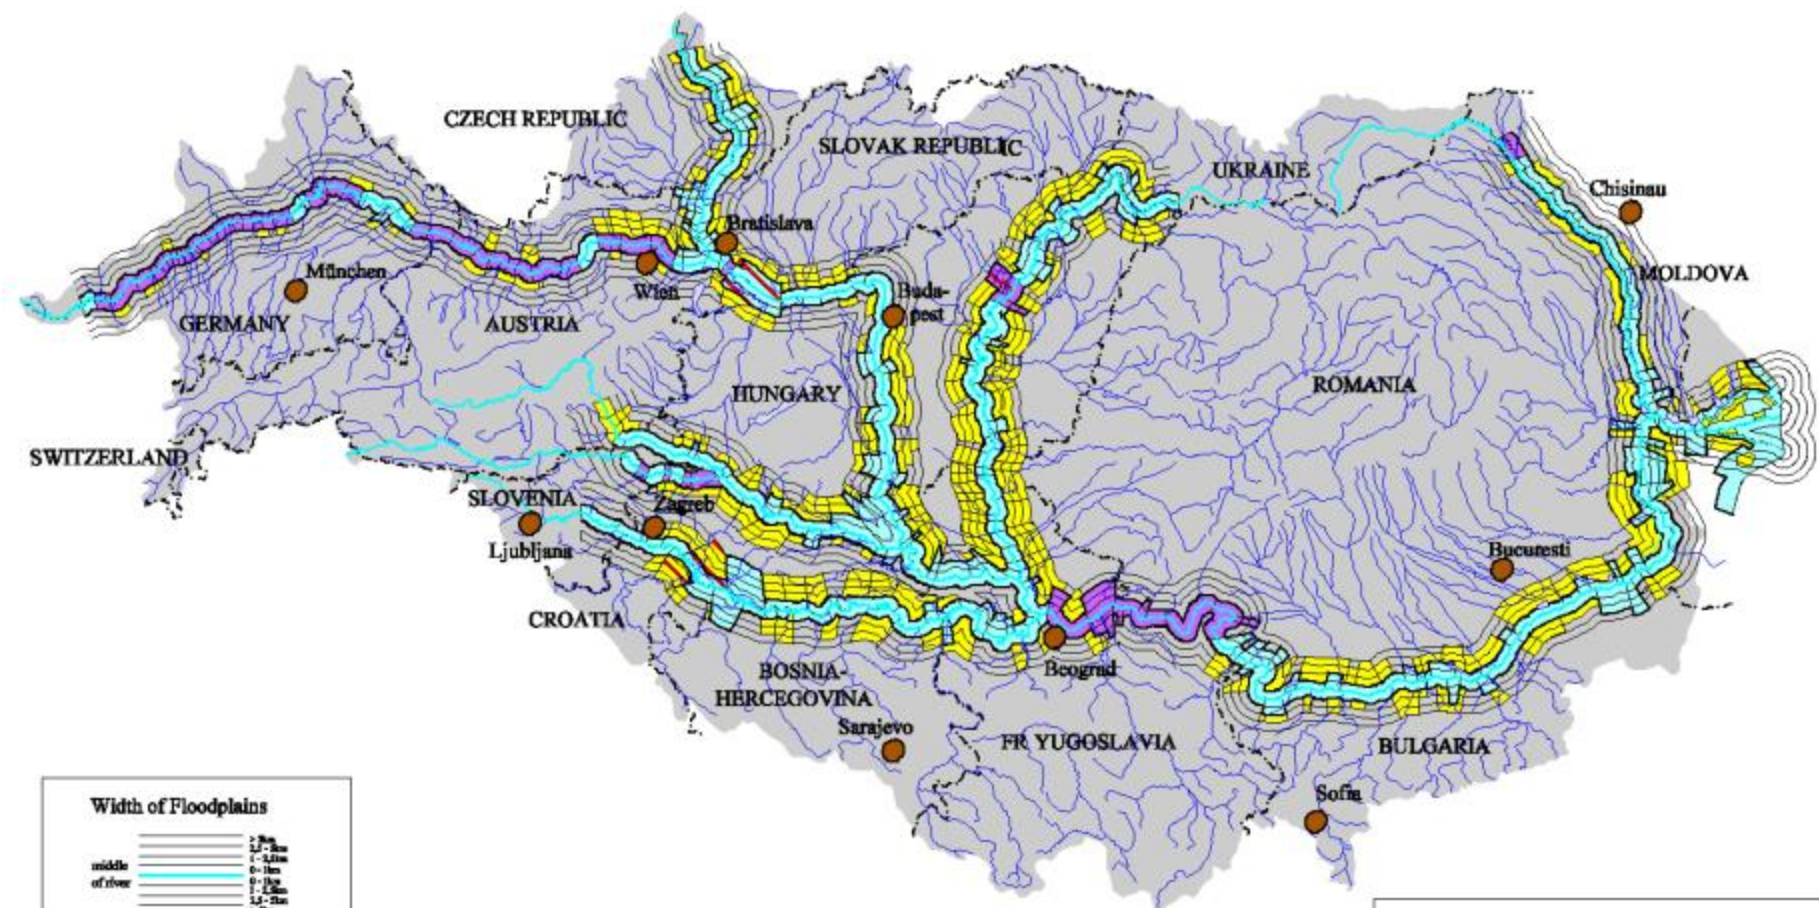 CZECH REPUBLIC
SLOVAK REPUBLIC
UKRAINE
Chisinau
Bratislava
MOLDOVA
München
Wien
Buda-
pest
GERMANY
AUSTRIA
HUNGARY
ROMANIA
SWITZERLAND
SLOVENIA
Zagreb
Ljubljana
Bucuresti
CROATIA
Beograd
BOSNIA-
HERCEGOVINA
Sarajevo
FR YUGOSLAVIA
BULGARIA
Sofia
Width of Floodplains
middle
of river